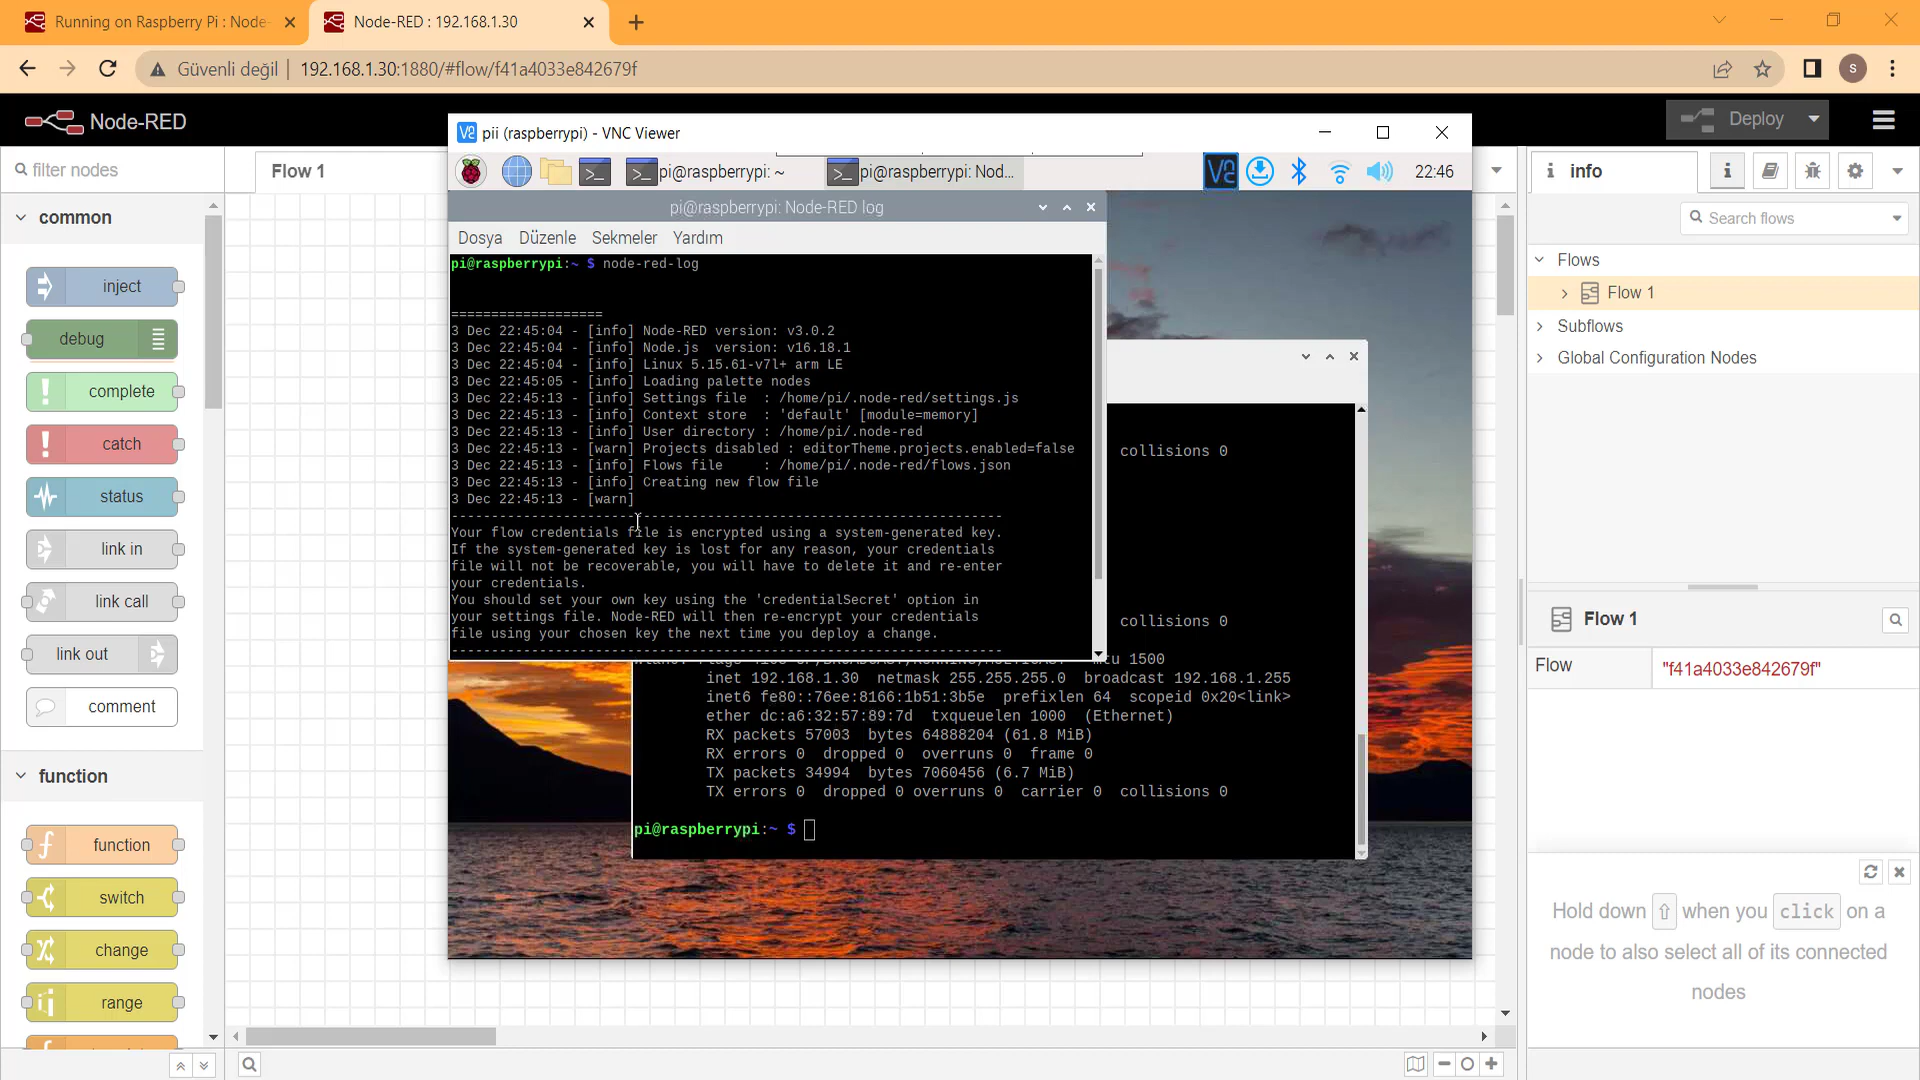 Running on Raspberry Pi : Node-
Node-RED : 192.168.1.30
Güvenli değil
192.168.1.30:1880/#flow/f41a4033e842679f
S
Node-RED
Deploy
filter nodes
common
inject
debug
complete
catch
status
link in
link call
link out
comment
function
function
switch
change
range
Flow 1
pii (raspberrypi) - VNC Viewer
pi@raspberrypi: ~
pi@raspberrypi: Nod...
22:46
pi@raspberrypi: Node-RED log
Dosya Düzenle Sekmeler Yardım
pi@raspberrypi:~ $ node-red-log
===================
3 Dec 22:45:04 - [info] Node-RED version: v3.0.2
3 Dec 22:45:04 - [info] Node.js  version: v16.18.1
3 Dec 22:45:04 - [info] Linux 5.15.61-v7l+ arm LE
3 Dec 22:45:05 - [info] Loading palette nodes
3 Dec 22:45:13 - [info] Settings file  : /home/pi/.node-red/settings.js
3 Dec 22:45:13 - [info] Context store  : 'default' [module=memory]
3 Dec 22:45:13 - [info] User directory : /home/pi/.node-red
3 Dec 22:45:13 - [warn] Projects disabled : editorTheme.projects.enabled=false
3 Dec 22:45:13 - [info] Flows file     : /home/pi/.node-red/flows.json
3 Dec 22:45:13 - [info] Creating new flow file
3 Dec 22:45:13 - [warn]
---------------------------------------------------------------------
Your flow credentials file is encrypted using a system-generated key.
If the system-generated key is lost for any reason, your credentials
file will not be recoverable, you will have to delete it and re-enter
your credentials.
You should set your own key using the 'credentialSecret' option in
your settings file. Node-RED will then re-encrypt your credentials
file using your chosen key the next time you deploy a change.
---------------------------------------------------------------------
collisions 0
collisions 0
mtu 1500
inet 192.168.1.30  netmask 255.255.255.0  broadcast 192.168.1.255
inet6 fe80::76ee:8166:1b51:3b5e  prefixlen 64  scopeid 0x20<link>
ether dc:a6:32:57:89:7d  txqueuelen 1000  (Ethernet)
RX packets 57003  bytes 64888204 (61.8 MiB)
RX errors 0  dropped 0  overruns 0  frame 0
TX packets 34994  bytes 7060456 (6.7 MiB)
TX errors 0  dropped 0 overruns 0  carrier 0  collisions 0
pi@raspberrypi:~ $
info
Search flows
Flows
Flow 1
Subflows
Global Configuration Nodes
Flow 1
Flow "f41a4033e842679f"
Hold down ⇧ when you click on a
node to also select all of its connected
nodes